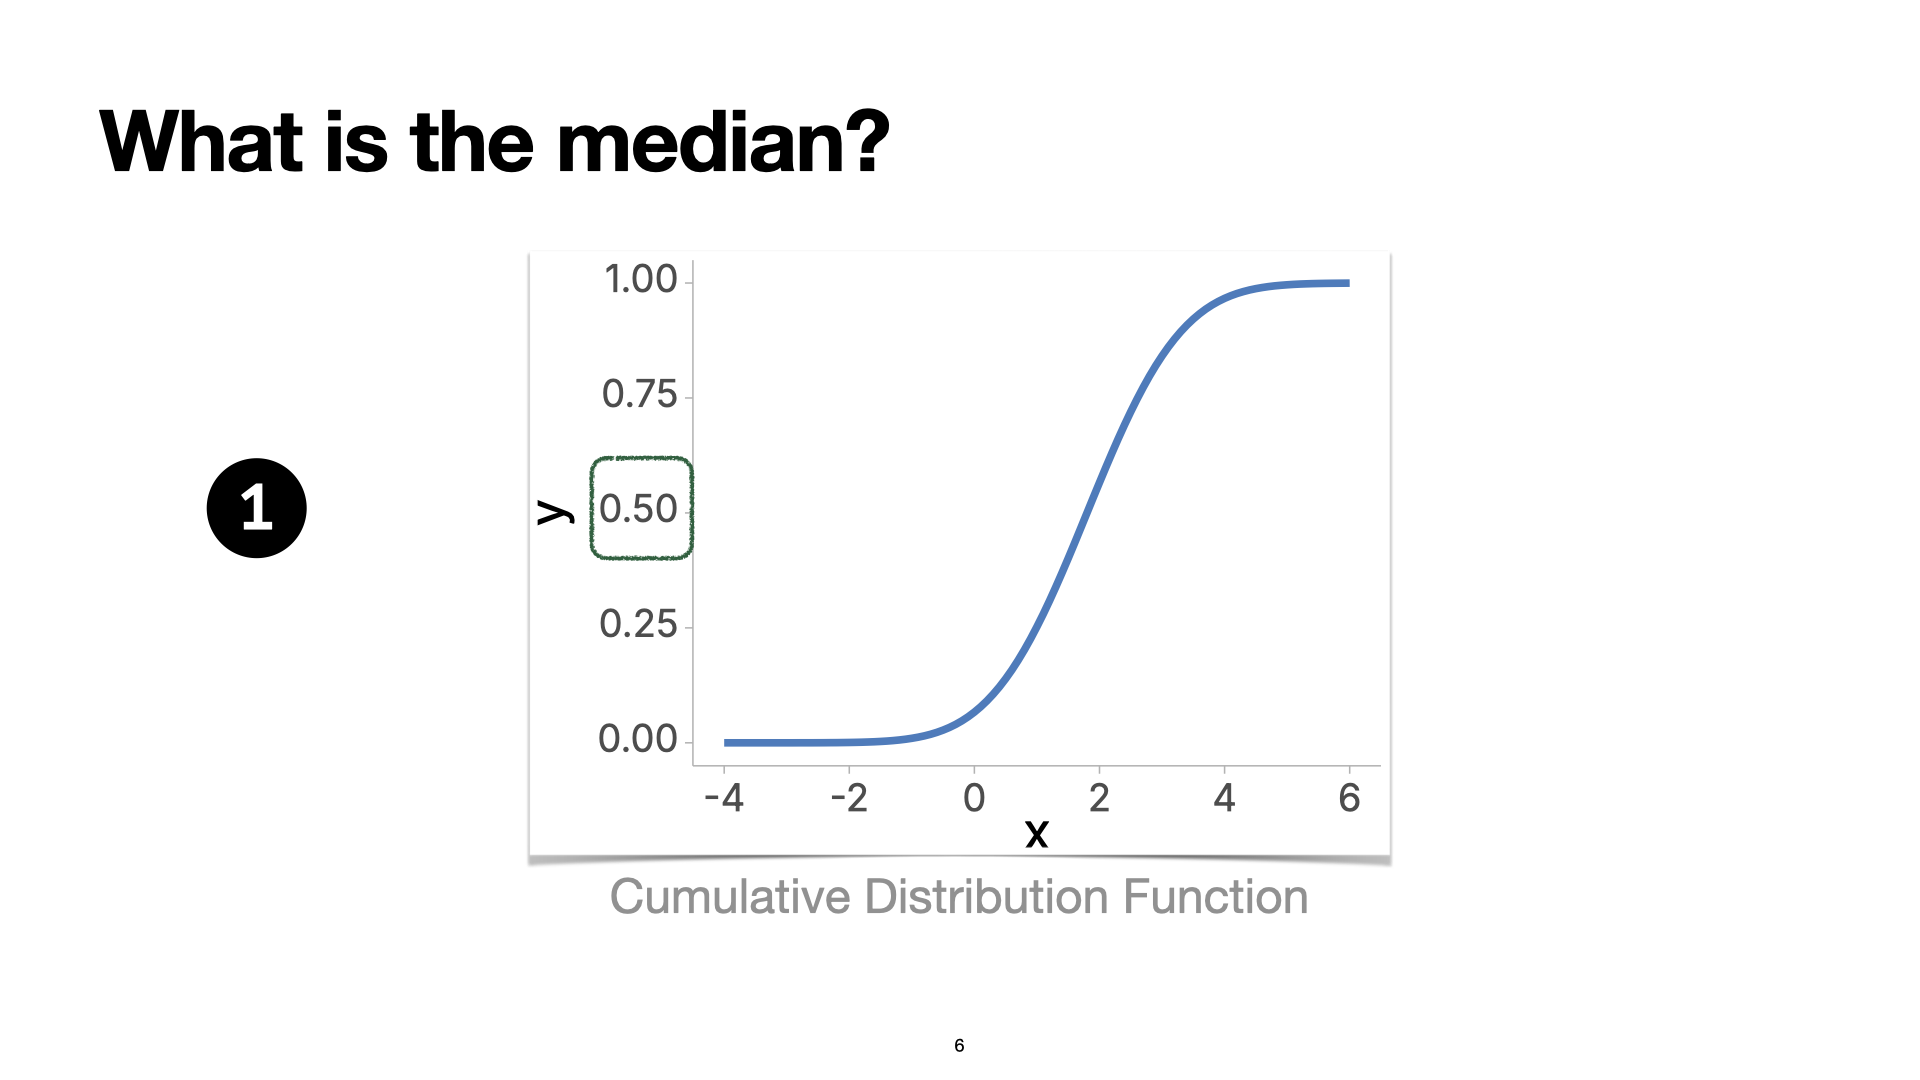 What is the median?
1
1.00
0.75
0.50
0.25
0.00
y
-4 -2 0 2 4 6
x
Cumulative Distribution Function
6